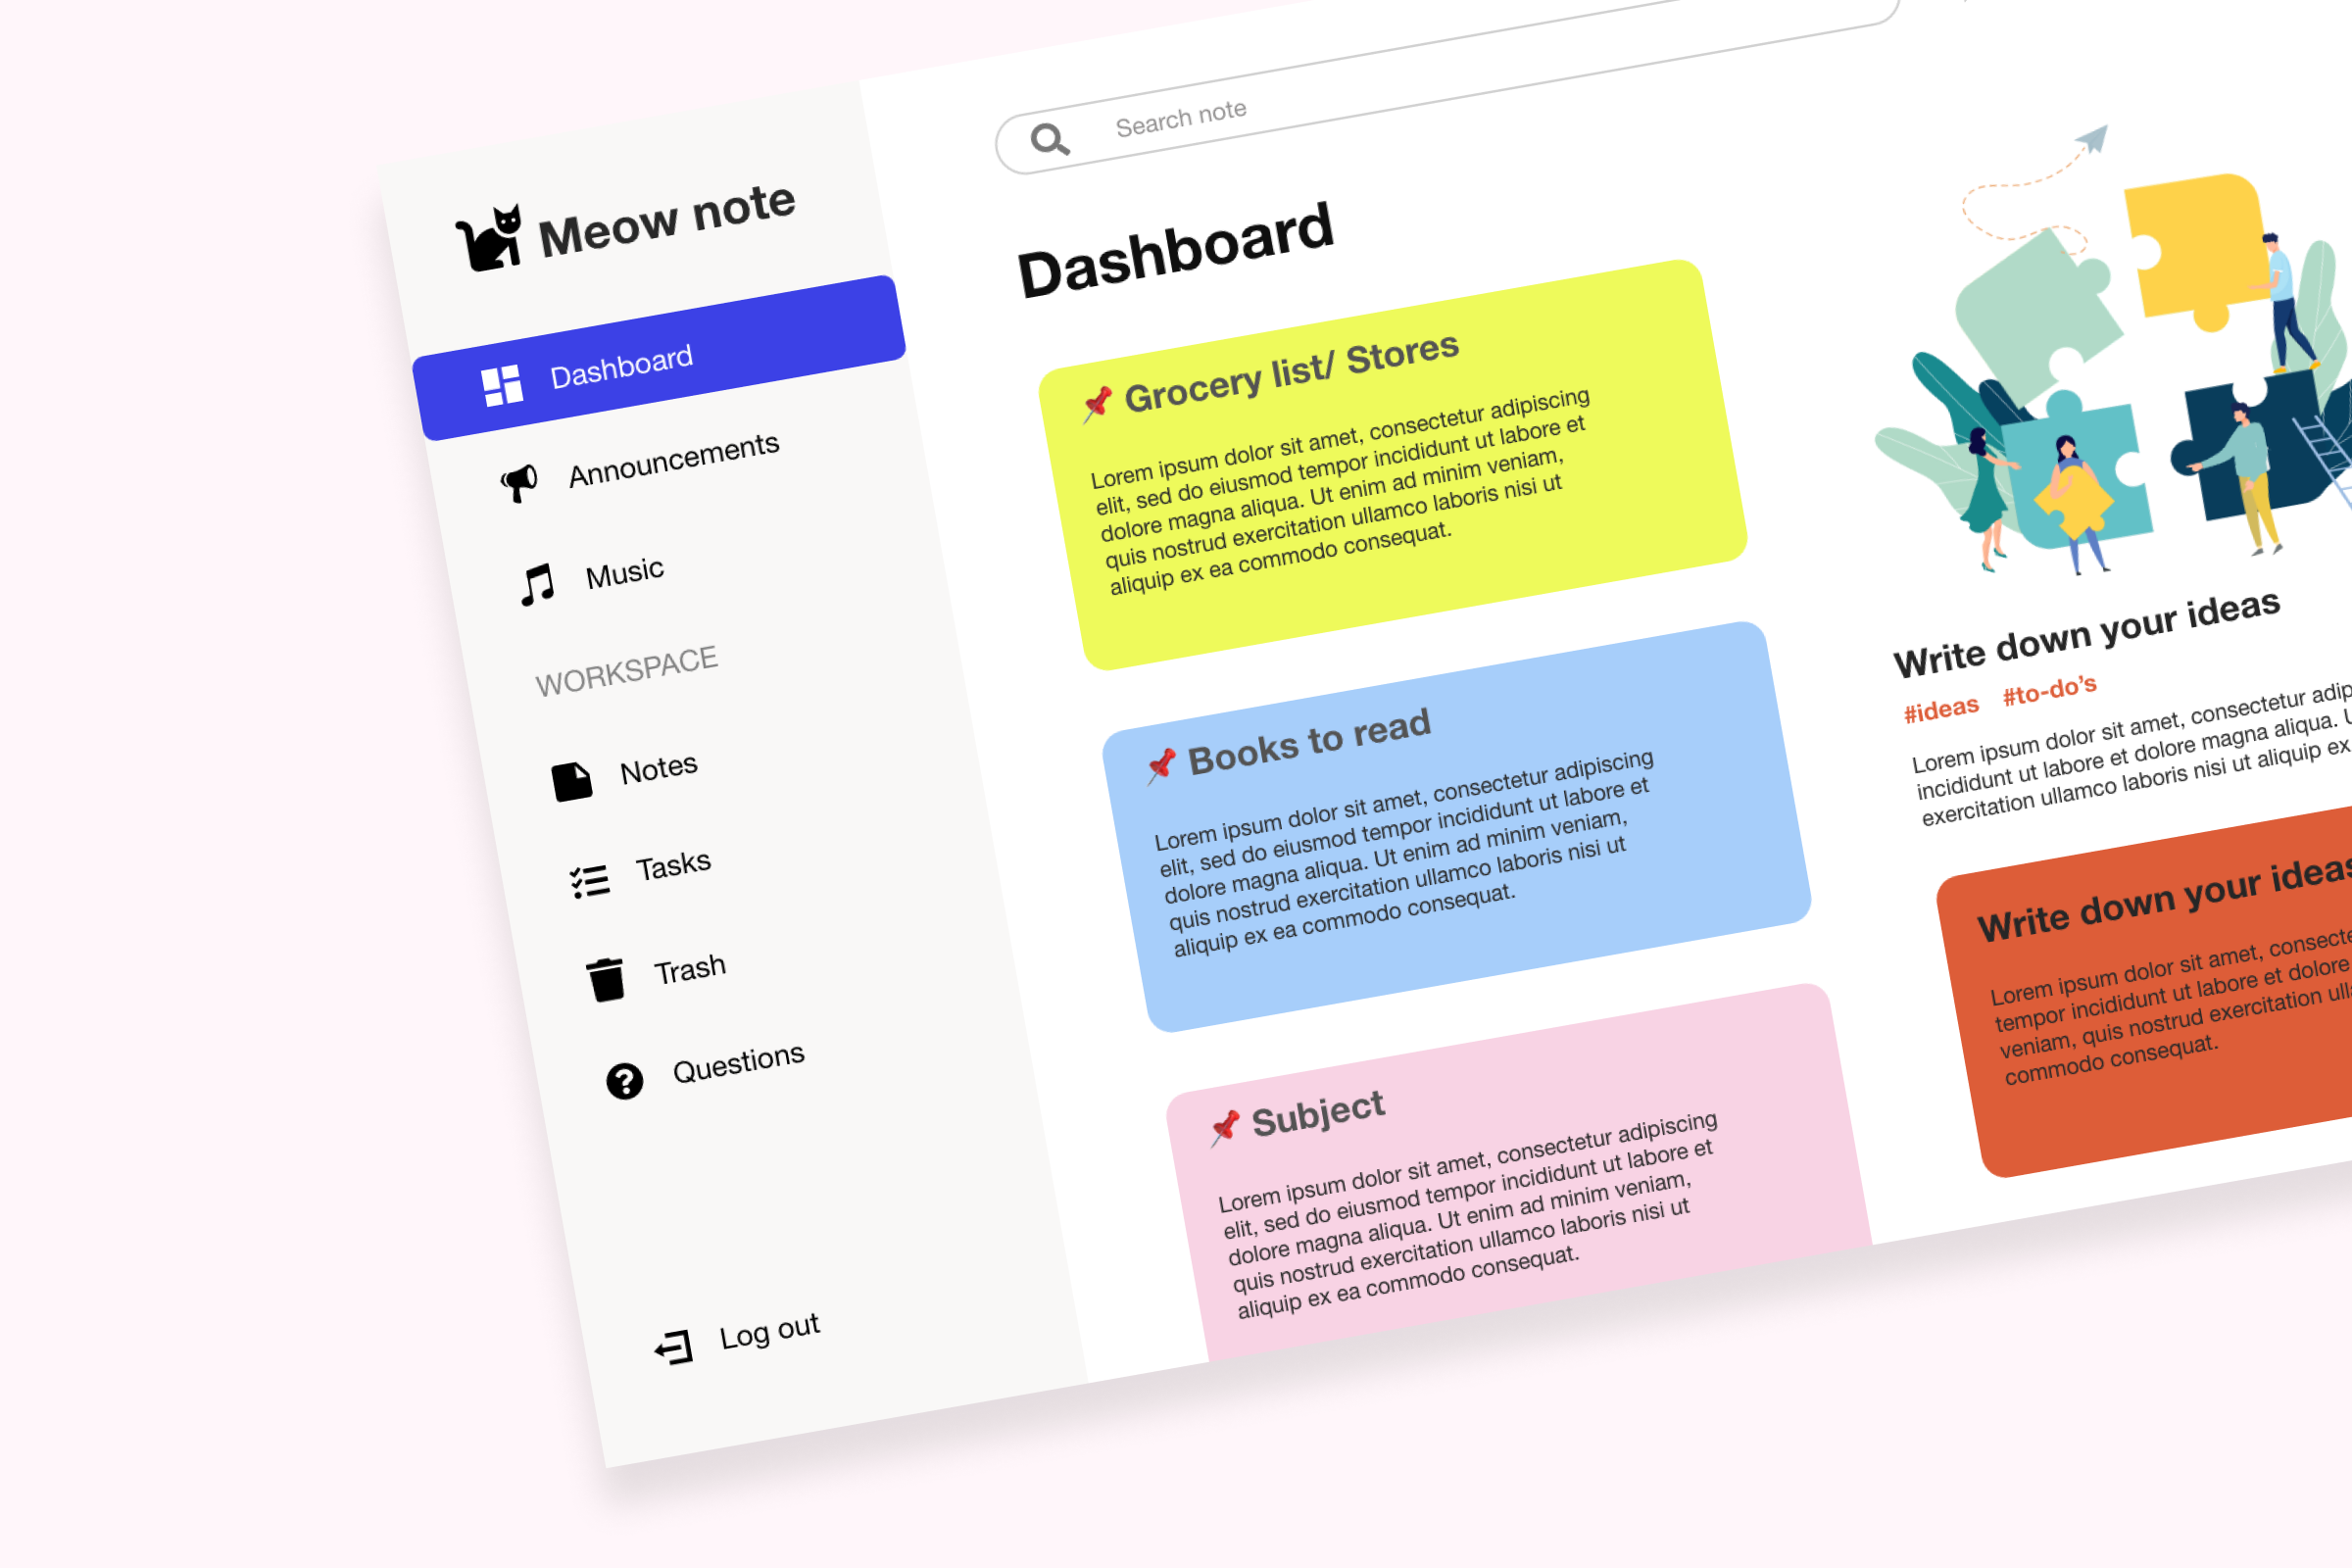 Meow note
Dashboard
Announcements
Music
WORKSPACE
Notes
Tasks
Trash
Questions
Log out
Search note
Dashboard
Grocery list/ Stores
Lorem ipsum dolor sit amet, consectetur adipiscing
elit, sed do eiusmod tempor incididunt ut labore et
dolore magna aliqua. Ut enim ad minim veniam,
quis nostrud exercitation ullamco laboris nisi ut
aliquip ex ea commodo consequat.
Books to read
Lorem ipsum dolor sit amet, consectetur adipiscing
elit, sed do eiusmod tempor incididunt ut labore et
dolore magna aliqua. Ut enim ad minim veniam,
quis nostrud exercitation ullamco laboris nisi ut
aliquip ex ea commodo consequat.
Subject
Lorem ipsum dolor sit amet, consectetur adipiscing
elit, sed do eiusmod tempor incididunt ut labore et
dolore magna aliqua. Ut enim ad minim veniam,
quis nostrud exercitation ullamco laboris nisi ut
aliquip ex ea commodo consequat.
Write down your ideas
#ideas #to-do’s
Lorem ipsum dolor sit amet, consectetur
incididunt ut labore et dolore magna aliqua.
exercitation ullamco laboris nisi ut aliquip ex
Write down your ideas
Lorem ipsum dolor sit amet,
tempor incididunt ut labore et dolore
veniam, quis nostrud exercitation
commodo consequat.